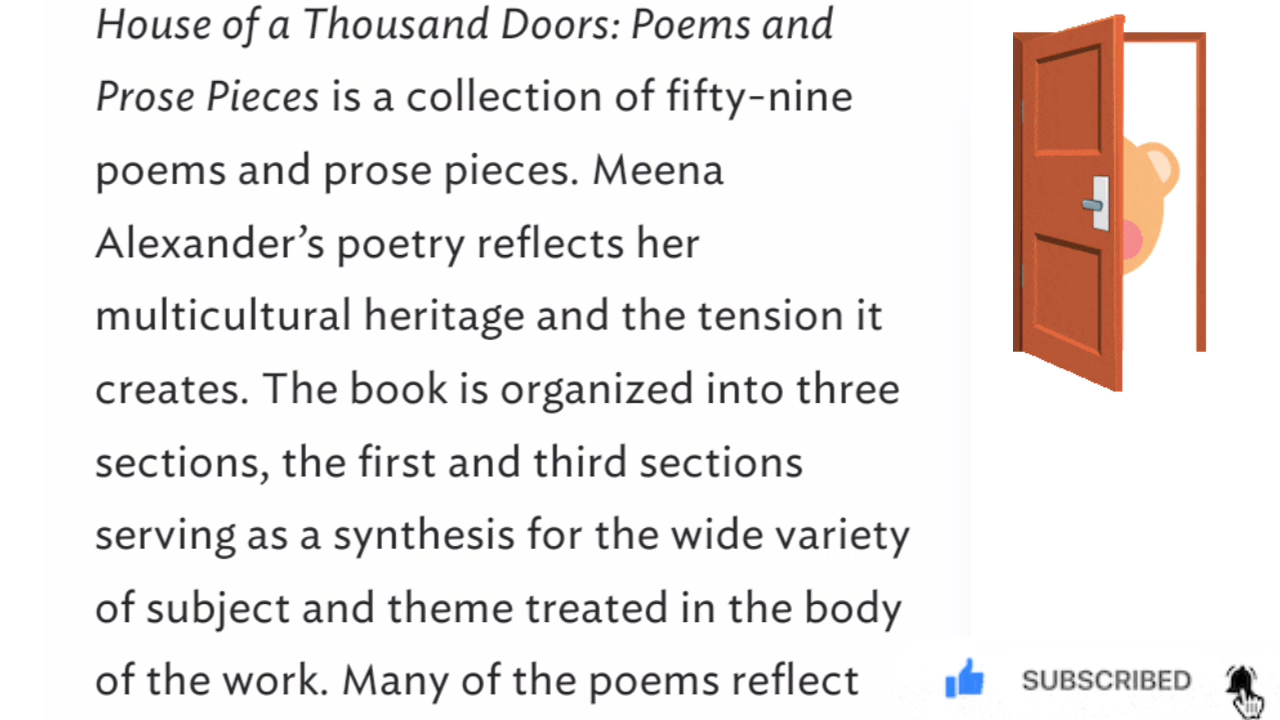 House of a Thousand Doors: Poems and
Prose Pieces is a collection of fifty-nine
poems and prose pieces. Meena
Alexander’s poetry reflects her
multicultural heritage and the tension it
creates. The book is organized into three
sections, the first and third sections
serving as a synthesis for the wide variety
of subject and theme treated in the body
of the work. Many of the poems reflect
SUBSCRIBED